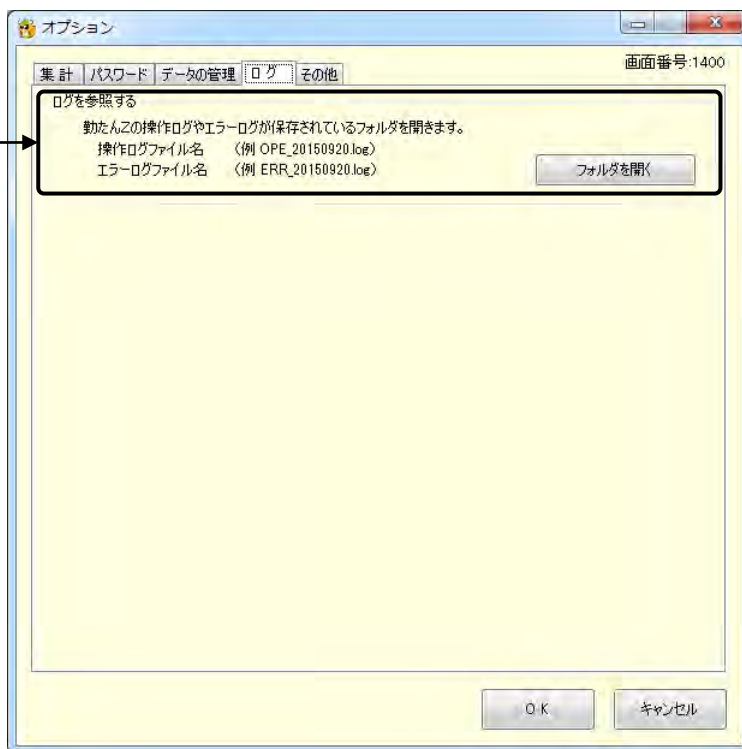 オプション
画面番号:1400
集計 パスワード データの管理 ログ その他
ログを参照する
勤たんZの操作ログやエラーログが保存されているフォルダを開きます。
操作ログファイル名 (例 OPE_20150920.log)
エラーログファイル名 (例 ERR_20150920.log)
フォルダを開く
OK キャンセル